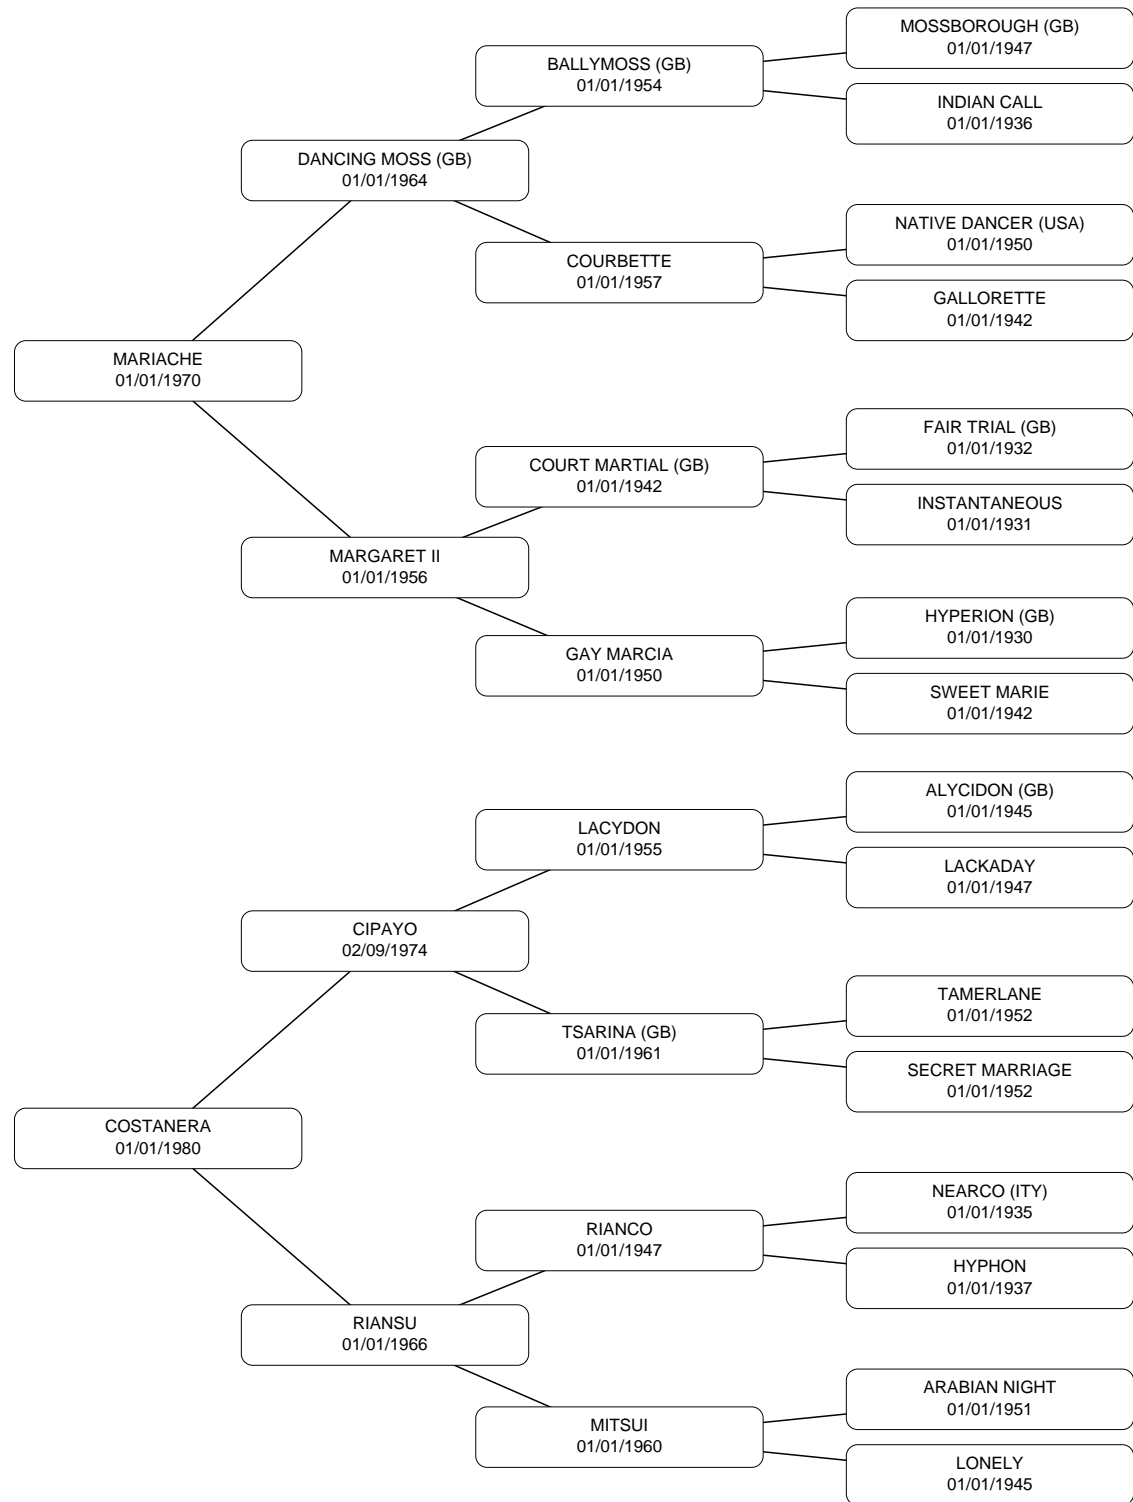 MOSSBOROUGH (GB)
01/01/1947
BALLYMOSS (GB)
01/01/1954
INDIAN CALL
01/01/1936
DANCING MOSS (GB)
01/01/1964
NATIVE DANCER (USA)
01/01/1950
COURBETTE
01/01/1957
GALLORETTE
01/01/1942
MARIACHE
01/01/1970
FAIR TRIAL (GB)
01/01/1932
COURT MARTIAL (GB)
01/01/1942
INSTANTANEOUS
01/01/1931
MARGARET II
01/01/1956
HYPERION (GB)
01/01/1930
GAY MARCIA
01/01/1950
SWEET MARIE
01/01/1942
ALYCIDON (GB)
01/01/1945
LACYDON
01/01/1955
LACKADAY
01/01/1947
CIPAYO
02/09/1974
TAMERLANE
01/01/1952
TSARINA (GB)
01/01/1961
SECRET MARRIAGE
01/01/1952
COSTANERA
01/01/1980
NEARCO (ITY)
01/01/1935
RIANCO
01/01/1947
HYPHON
01/01/1937
RIANSU
01/01/1966
ARABIAN NIGHT
01/01/1951
MITSUI
01/01/1960
LONELY
01/01/1945